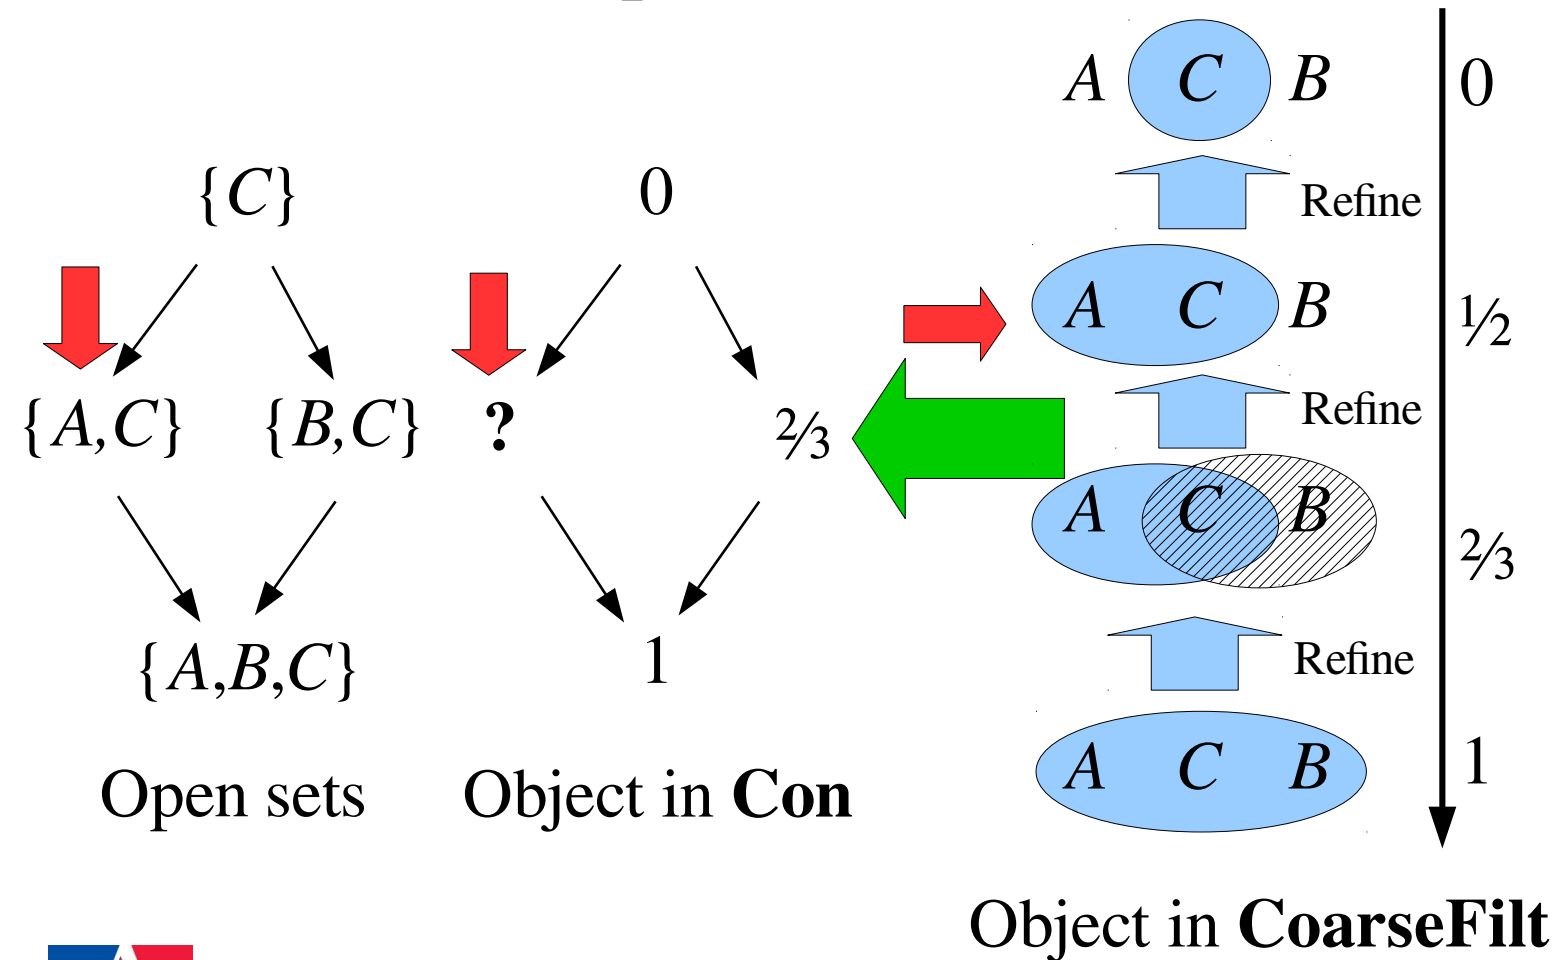 A C B 0
Refine
{C} 0
A C B ½
Refine
{A,C} {B,C} ? ⅔
A C B ⅔
Refine
{A,B,C} 1
A C B 1
Open sets Object in Con
Object in CoarseFilt